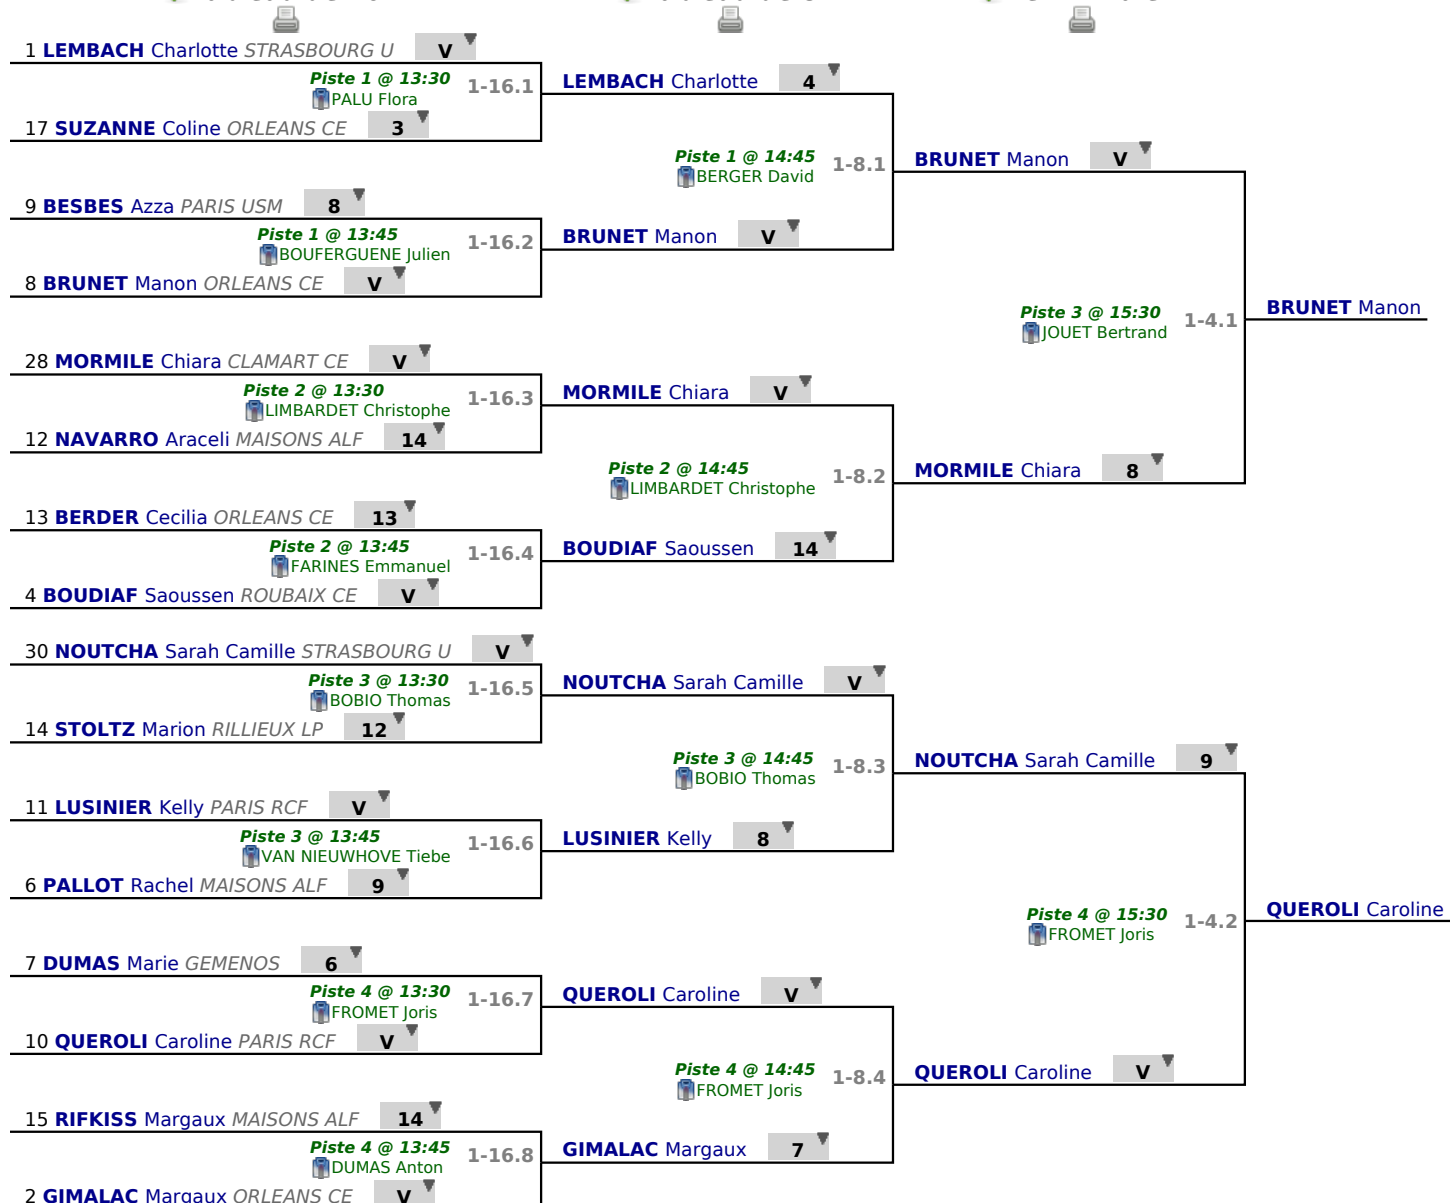 1 LEMBACH Charlotte STRASBOURG U V
Piste 1 @ 13:30
PALU Flora
1-16.1
17 SUZANNE Coline ORLEANS CE 3
9 BESBES Azza PARIS USM 8
Piste 1 @ 13:45
BOUFERGUENE Julien
1-16.2
8 BRUNET Manon ORLEANS CE V
28 MORMILE Chiara CLAMART CE V
Piste 2 @ 13:30
LIMBARDET Christophe
1-16.3
12 NAVARRO Araceli MAISONS ALF 14
13 BERDER Cecilia ORLEANS CE 13
Piste 2 @ 13:45
FARINES Emmanuel
1-16.4
4 BOUDIAF Saoussen ROUBAIX CE V
30 NOUTCHA Sarah Camille STRASBOURG U V
Piste 3 @ 13:30
BOBIO Thomas
1-16.5
14 STOLTZ Marion RILLIEUX LP 12
11 LUSINIER Kelly PARIS RCF V
Piste 3 @ 13:45
VAN NIEUWHOVE Tiebe
1-16.6
6 PALLOT Rachel MAISONS ALF 9
7 DUMAS Marie GEMENOS 6
Piste 4 @ 13:30
FROMET Joris
1-16.7
10 QUEROLI Caroline PARIS RCF V
15 RIFKISS Margaux MAISONS ALF 14
Piste 4 @ 13:45
DUMAS Anton
1-16.8
2 GIMALAC Margaux ORLEANS CE V
LEMBACH Charlotte 4
Piste 1 @ 14:45
BERGER David
1-8.1
BRUNET Manon V
MORMILE Chiara V
Piste 2 @ 14:45
LIMBARDET Christophe
1-8.2
BOUDIAF Saoussen 14
NOUTCHA Sarah Camille V
Piste 3 @ 14:45
BOBIO Thomas
1-8.3
LUSINIER Kelly 8
QUEROLI Caroline V
Piste 4 @ 14:45
FROMET Joris
1-8.4
GIMALAC Margaux 7
BRUNET Manon V
Piste 3 @ 15:30
JOUET Bertrand
1-4.1
MORMILE Chiara 8
NOUTCHA Sarah Camille 9
Piste 4 @ 15:30
FROMET Joris
1-4.2
QUEROLI Caroline V
BRUNET Manon
QUEROLI Caroline